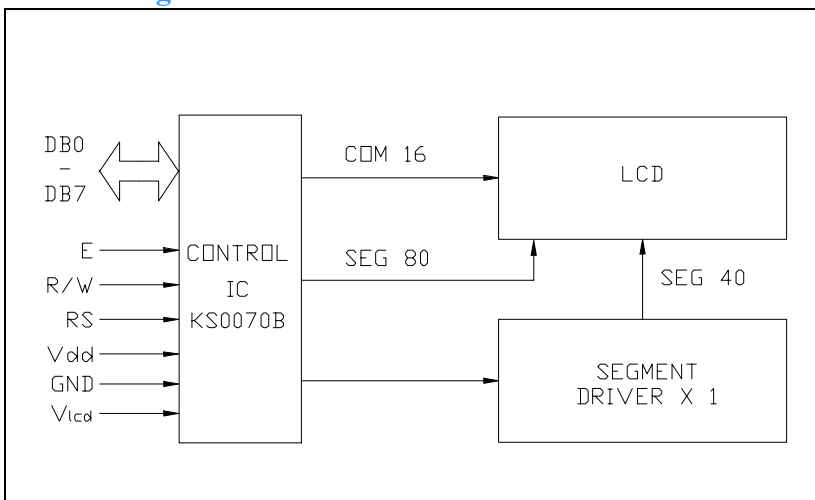 DB0
-
DB7
E
R/W
RS
Vdd
GND
Vlcd
CONTROL
IC
KS0070B
COM 16
SEG 80
LCD
SEG 40
SEGMENT
DRIVER X 1